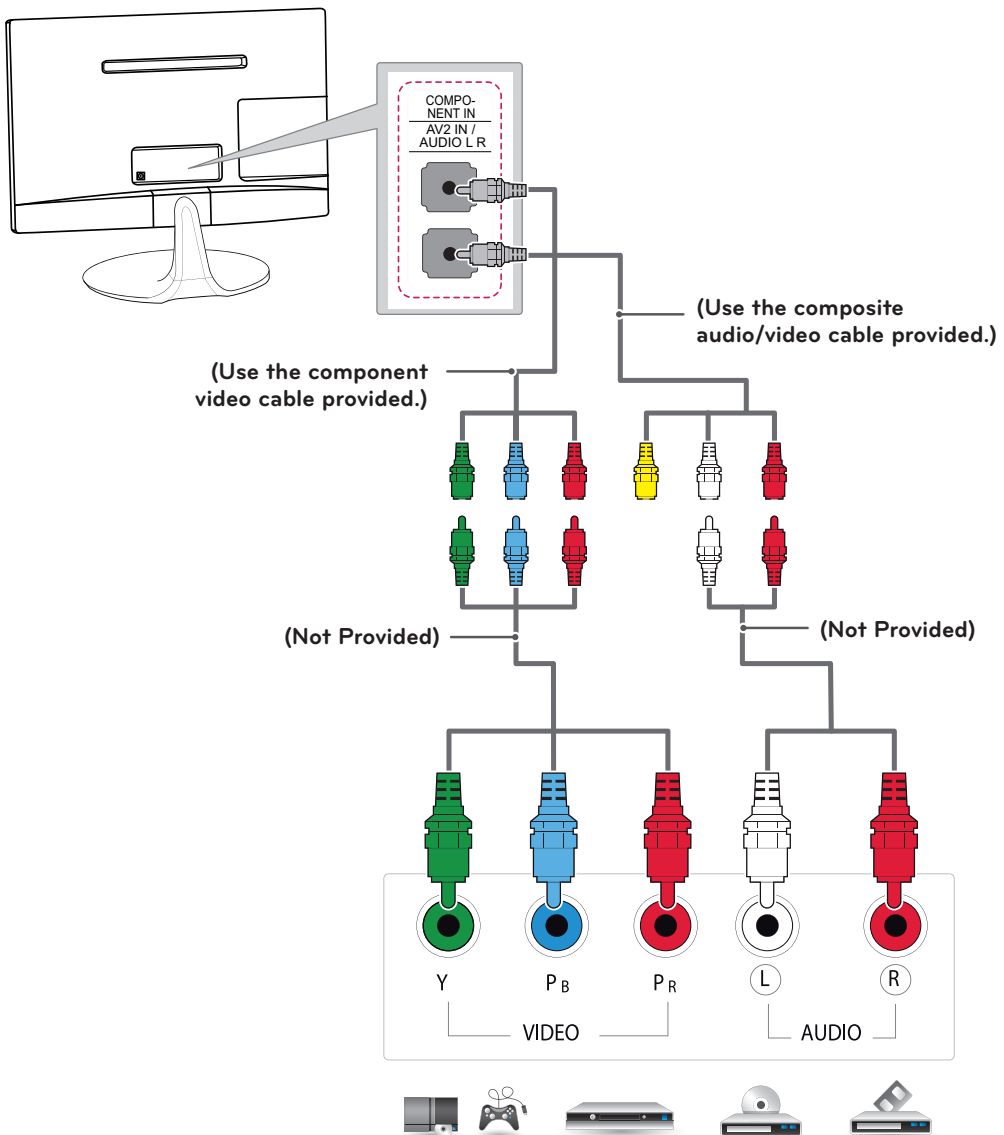 COMPO-
NENT IN
AV2 IN /
AUDIO L R
(Use the composite
audio/video cable provided.)
(Use the component
video cable provided.)
(Not Provided)
(Not Provided)
Y PB PR L R
VIDEO AUDIO